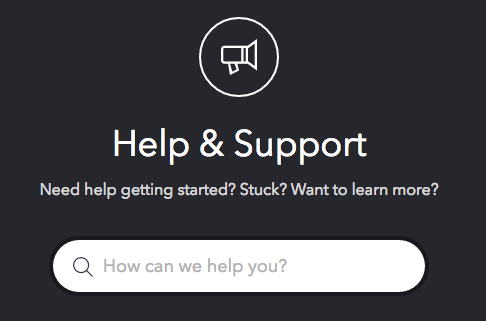 Help & Support
Need help getting started? Stuck? Want to learn more?
How can we help you?